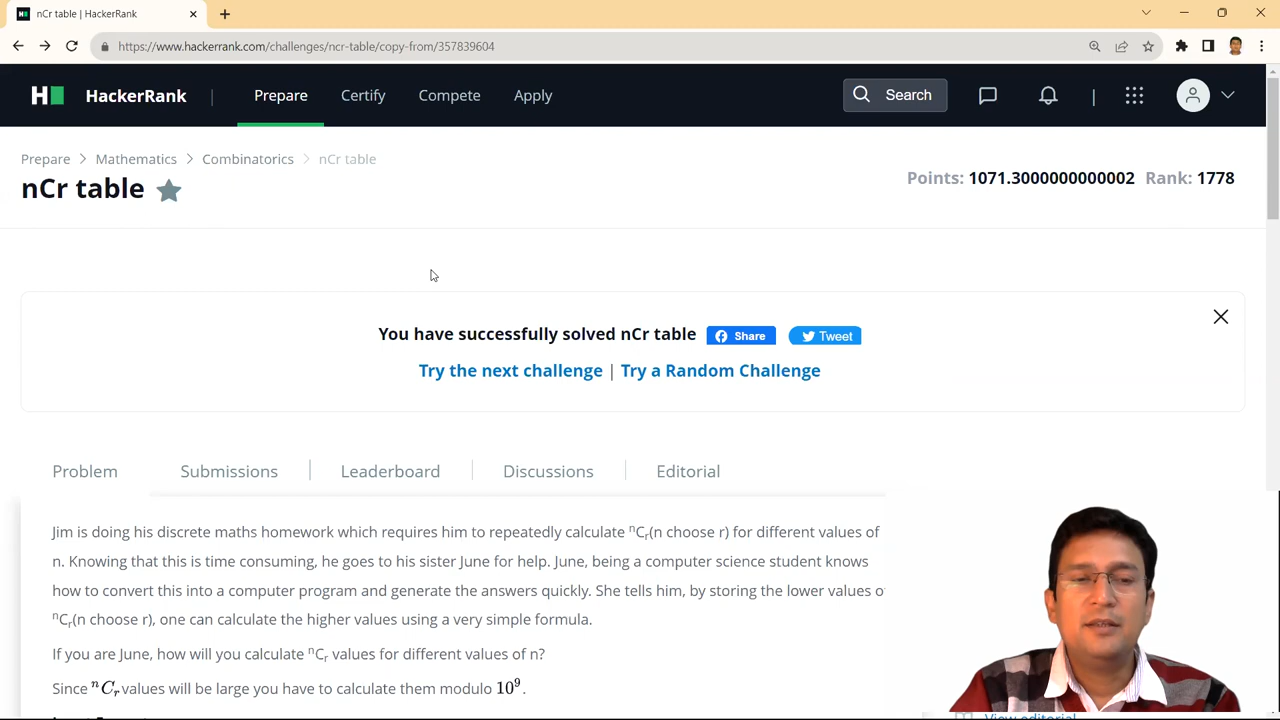 nCr table | HackerRank
https://www.hackerrank.com/challenges/ncr-table/copy-from/357839604
H HackerRank | Prepare Certify Compete Apply Search
Prepare > Mathematics > Combinatorics > nCr table
nCr table
Points: 1071.3000000000002 Rank: 1778
You have successfully solved nCr table Share Tweet
Try the next challenge | Try a Random Challenge
Problem Submissions Leaderboard Discussions Editorial
Jim is doing his discrete maths homework which requires him to repeatedly calculate ⁿCᵣ(n choose r) for different values of
n. Knowing that this is time consuming, he goes to his sister June for help. June, being a computer science student knows
how to convert this into a computer program and generate the answers quickly. She tells him, by storing the lower values o
ⁿCᵣ(n choose r), one can calculate the higher values using a very simple formula.
If you are June, how will you calculate ⁿCᵣ values for different values of n?
Since ⁿCᵣ values will be large you have to calculate them modulo 10⁹.
View editorial